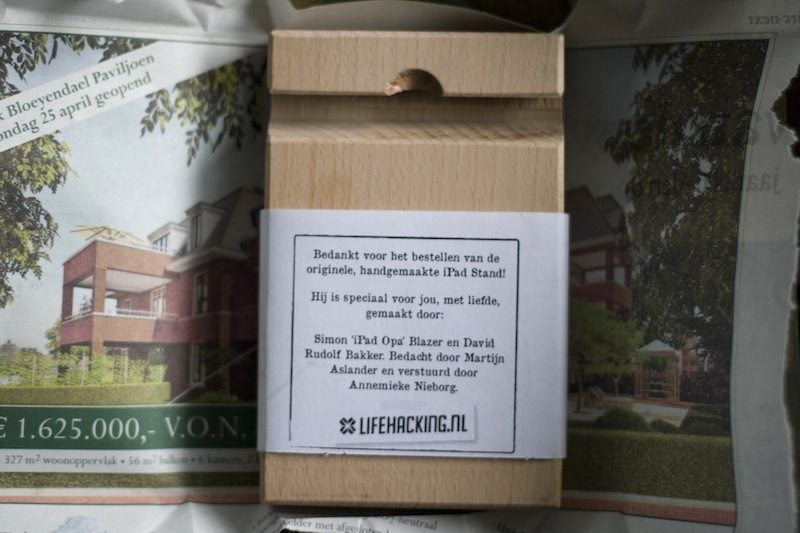 Bloeyendael Paviljoen
ondag 25 april geopend
Bedankt voor het bestellen van de
originele, handgemaakte iPad Stand!
Hij is speciaal voor jou, met liefde,
gemaakt door:
Simon 'iPad Opa' Blazer en David
Rudolf Bakker. Bedacht door Martijn
Aslander en verstuurd door
Annemieke Nieborg.
LIFEHACKING.NL
€ 1.625.000,- V.O.N.
327 m² woonoppervlak • 56 m² balkon • 6 kamers,